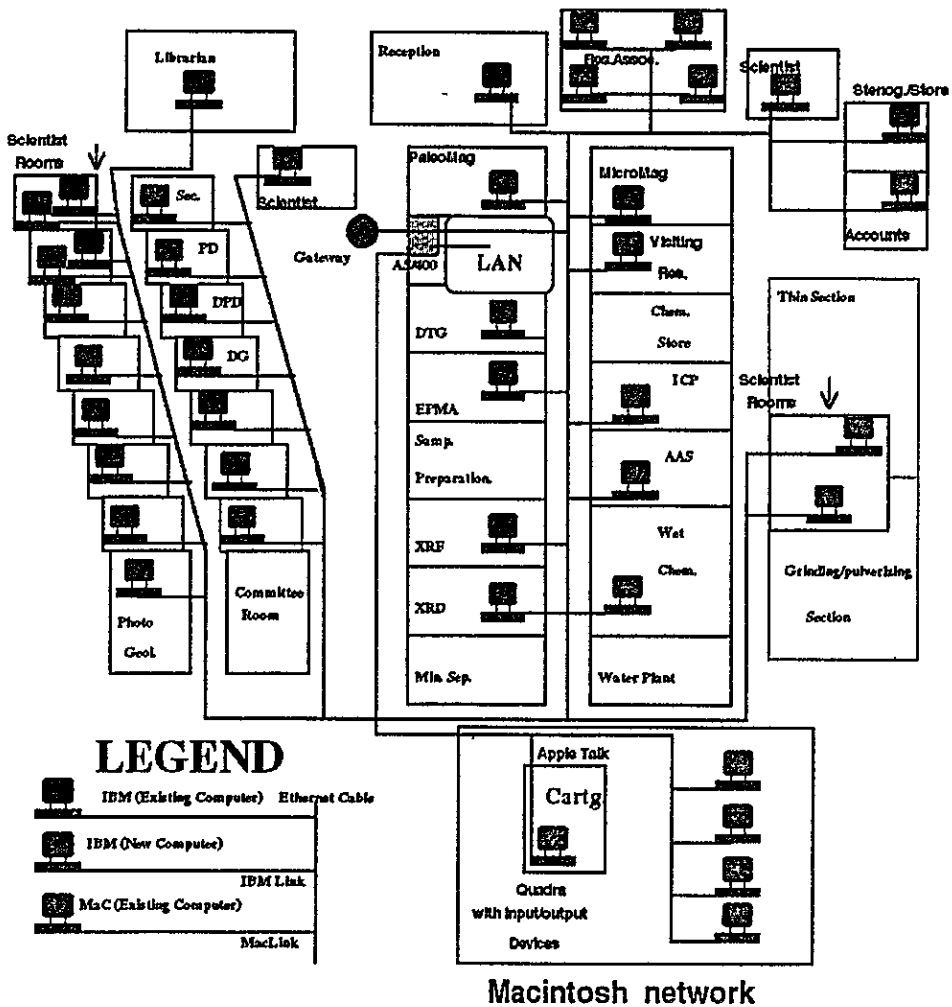 Librarian
Reception
Res.Assoc.
Scientist
Stenog./Store
Scientist
Rooms
Sec.
Scientist
PaleoMag
MicroMag
Accounts
PD
Gateway
AS/400
LAN
Visiting
Res.
DPD
Thin Section
DTG
Chem.
Store
DG
EPMA
ICP
Scientist
Rooms
Samp.
Preparation.
AAS
XRF
Wet
Chem.
Grinding/pulverizing
Section
XRD
Committee
Room
Photo
Geol.
Min. Sep.
Water Plant
LEGEND
IBM (Existing Computer) Ethernet Cable
IBM (New Computer)
IBM Link
MaC (Existing Computer)
MacLink
Apple Talk
Cartg
Quadra
with input/output
Devices
Macintosh network